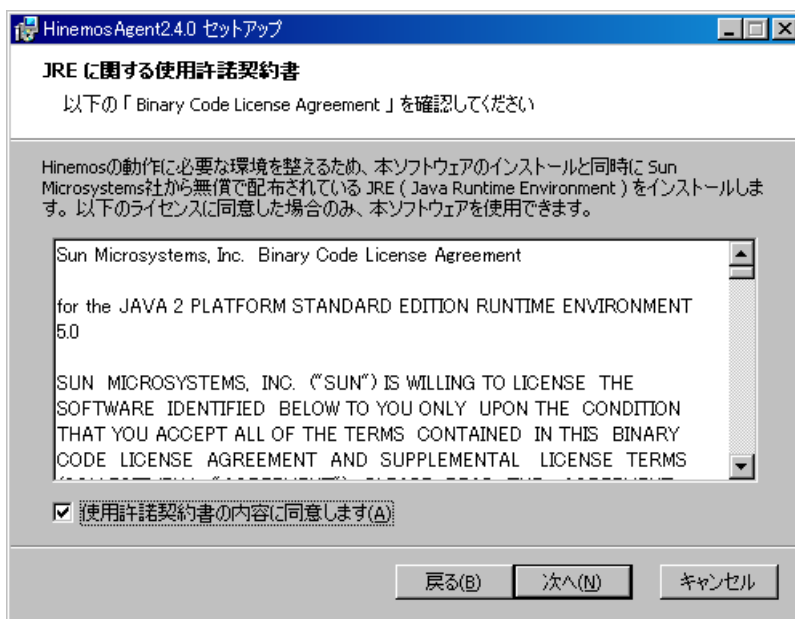 HinemosAgent2.4.0 セットアップ
JRE に関する使用許諾契約書
以下の「 Binary Code License Agreement 」を確認してください
Hinemosの動作に必要な環境を整えるため、本ソフトウェアのインストールと同時に Sun
Microsystems社から無償で配布されている JRE ( Java Runtime Environment ) をインストールしま
す。以下のライセンスに同意した場合のみ、本ソフトウェアを使用できます。
Sun Microsystems, Inc. Binary Code License Agreement
for the JAVA 2 PLATFORM STANDARD EDITION RUNTIME ENVIRONMENT
5.0
SUN MICROSYSTEMS, INC. ("SUN") IS WILLING TO LICENSE THE
SOFTWARE IDENTIFIED BELOW TO YOU ONLY UPON THE CONDITION
THAT YOU ACCEPT ALL OF THE TERMS CONTAINED IN THIS BINARY
CODE LICENSE AGREEMENT AND SUPPLEMENTAL LICENSE TERMS
使用許諾契約書の内容に同意します(A)
戻る(B)
次へ(N)
キャンセル